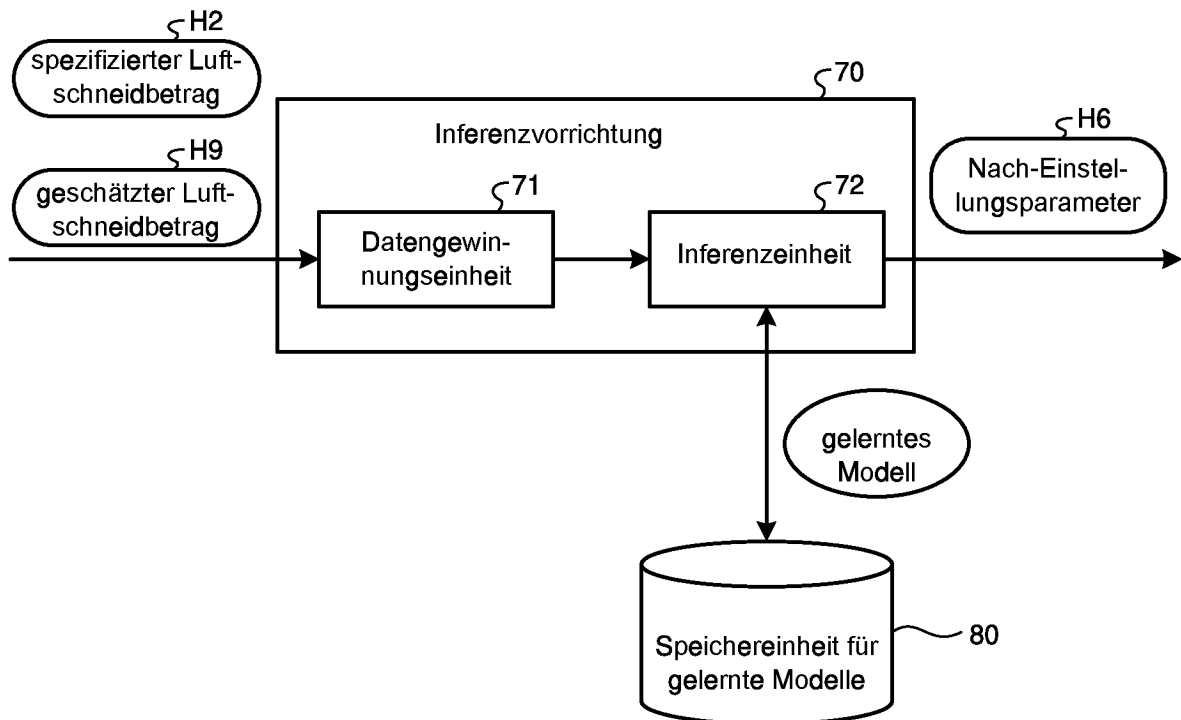 H2
spezifizierter Luft-
schneidbetrag
H9
geschätzter Luft-
schneidbetrag
70
Inferenzvorrichtung
71
Datengewin-
nungseinheit
72
Inferenzeinheit
H6
Nach-Einstel-
lungsparameter
gelerntes
Modell
Speichereinheit für
gelernte Modelle
80